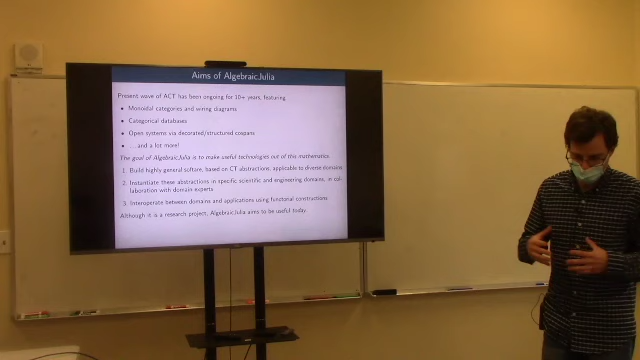 Aims of AlgebraicJulia
Present wave of ACT has been ongoing for 10+ years, featuring
• Monoidal categories and wiring diagrams
• Categorical databases
• Open systems via decorated/structured cospans
• ...and a lot more!
The goal of AlgebraicJulia is to make useful technologies out of this mathematics.
1. Build highly general softare, based on CT abstractions, applicable to diverse domains
2. Instantiate these abstractions in specific scientific and engineering domains, in col-
laboration with domain experts
3. Interoperate between domains and applications using functorial constructions
Although it is a research project, AlgebraicJulia aims to be useful today.